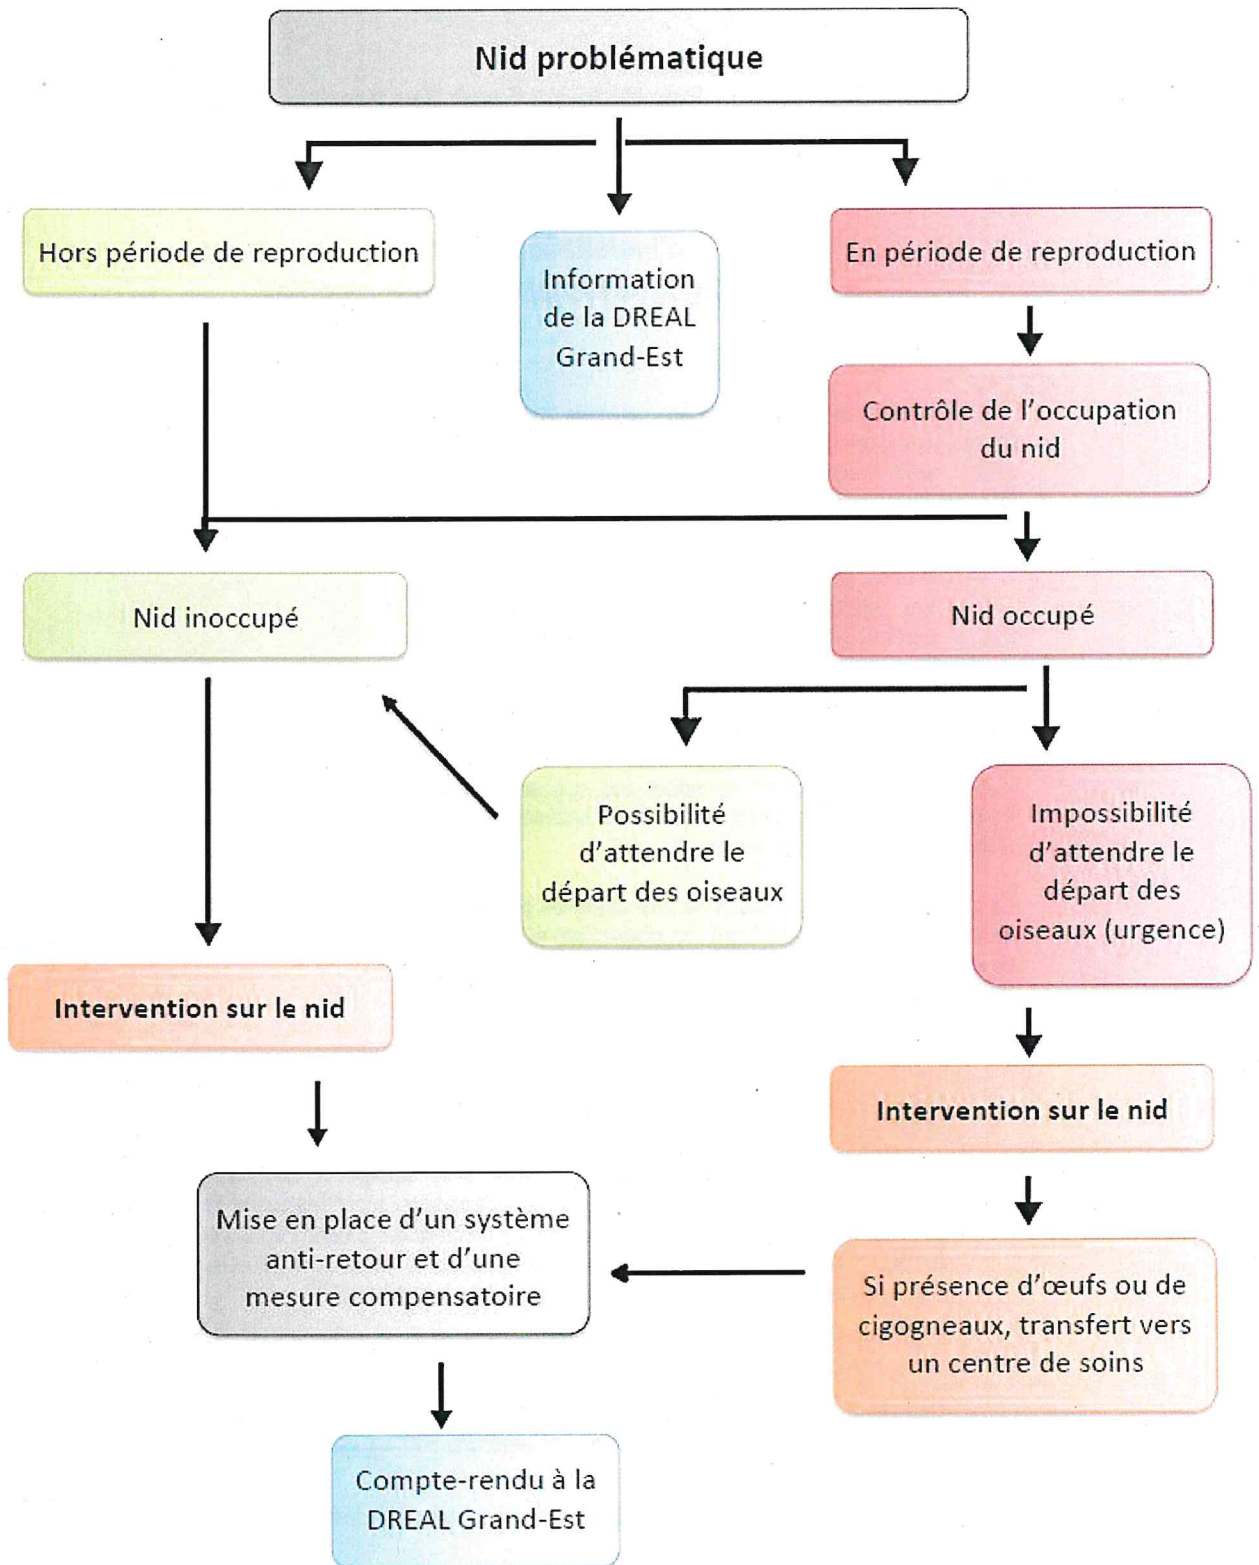 Nid problématique
Hors période de reproduction
Information
de la DREAL
Grand-Est
En période de reproduction
Contrôle de l'occupation
du nid
Nid inoccupé
Nid occupé
Possibilité
d'attendre le
départ des oiseaux
Impossibilité
d'attendre le
départ des
oiseaux (urgence)
Intervention sur le nid
Intervention sur le nid
Mise en place d'un système
anti-retour et d'une
mesure compensatoire
Si présence d'œufs ou de
cigogneaux, transfert vers
un centre de soins
Compte-rendu à la
DREAL Grand-Est